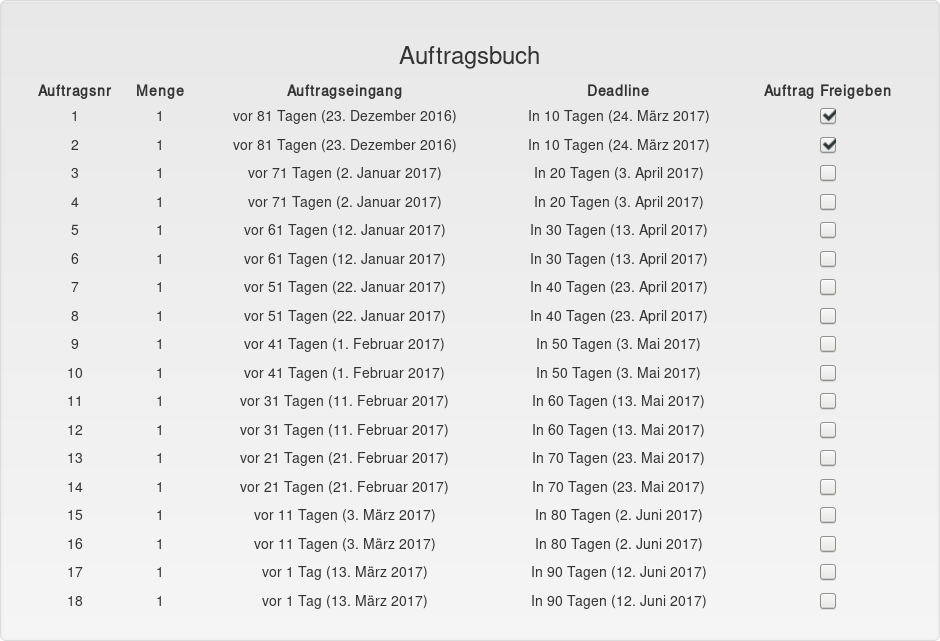 Auftragsbuch
Auftragsnr Menge Auftragseingang Deadline Auftrag Freigeben
1 1 vor 81 Tagen (23. Dezember 2016) In 10 Tagen (24. März 2017)
2 1 vor 81 Tagen (23. Dezember 2016) In 10 Tagen (24. März 2017)
3 1 vor 71 Tagen (2. Januar 2017) In 20 Tagen (3. April 2017)
4 1 vor 71 Tagen (2. Januar 2017) In 20 Tagen (3. April 2017)
5 1 vor 61 Tagen (12. Januar 2017) In 30 Tagen (13. April 2017)
6 1 vor 61 Tagen (12. Januar 2017) In 30 Tagen (13. April 2017)
7 1 vor 51 Tagen (22. Januar 2017) In 40 Tagen (23. April 2017)
8 1 vor 51 Tagen (22. Januar 2017) In 40 Tagen (23. April 2017)
9 1 vor 41 Tagen (1. Februar 2017) In 50 Tagen (3. Mai 2017)
10 1 vor 41 Tagen (1. Februar 2017) In 50 Tagen (3. Mai 2017)
11 1 vor 31 Tagen (11. Februar 2017) In 60 Tagen (13. Mai 2017)
12 1 vor 31 Tagen (11. Februar 2017) In 60 Tagen (13. Mai 2017)
13 1 vor 21 Tagen (21. Februar 2017) In 70 Tagen (23. Mai 2017)
14 1 vor 21 Tagen (21. Februar 2017) In 70 Tagen (23. Mai 2017)
15 1 vor 11 Tagen (3. März 2017) In 80 Tagen (2. Juni 2017)
16 1 vor 11 Tagen (3. März 2017) In 80 Tagen (2. Juni 2017)
17 1 vor 1 Tag (13. März 2017) In 90 Tagen (12. Juni 2017)
18 1 vor 1 Tag (13. März 2017) In 90 Tagen (12. Juni 2017)